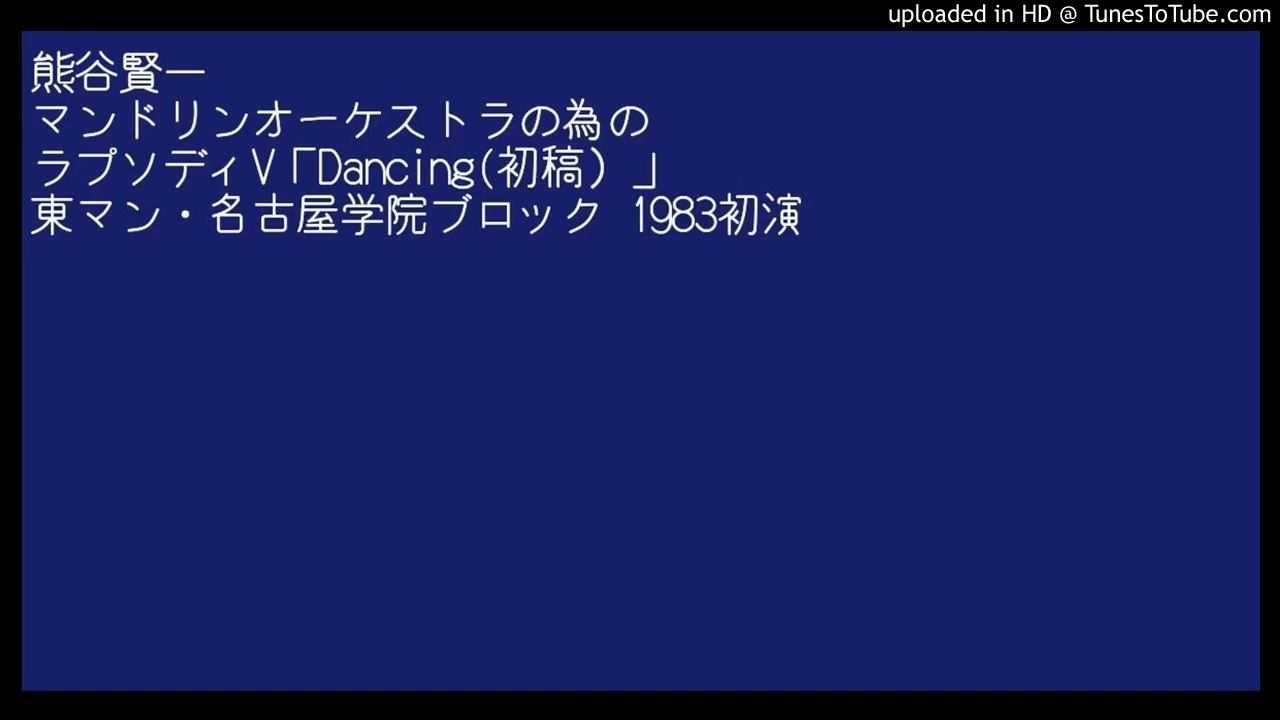 uploaded in HD @ TunesToTube.com
熊谷賢一
マンドリンオーケストラの為の
ラプソディV「Dancing(初稿) 」
東マン・名古屋学院ブロック 1983初演